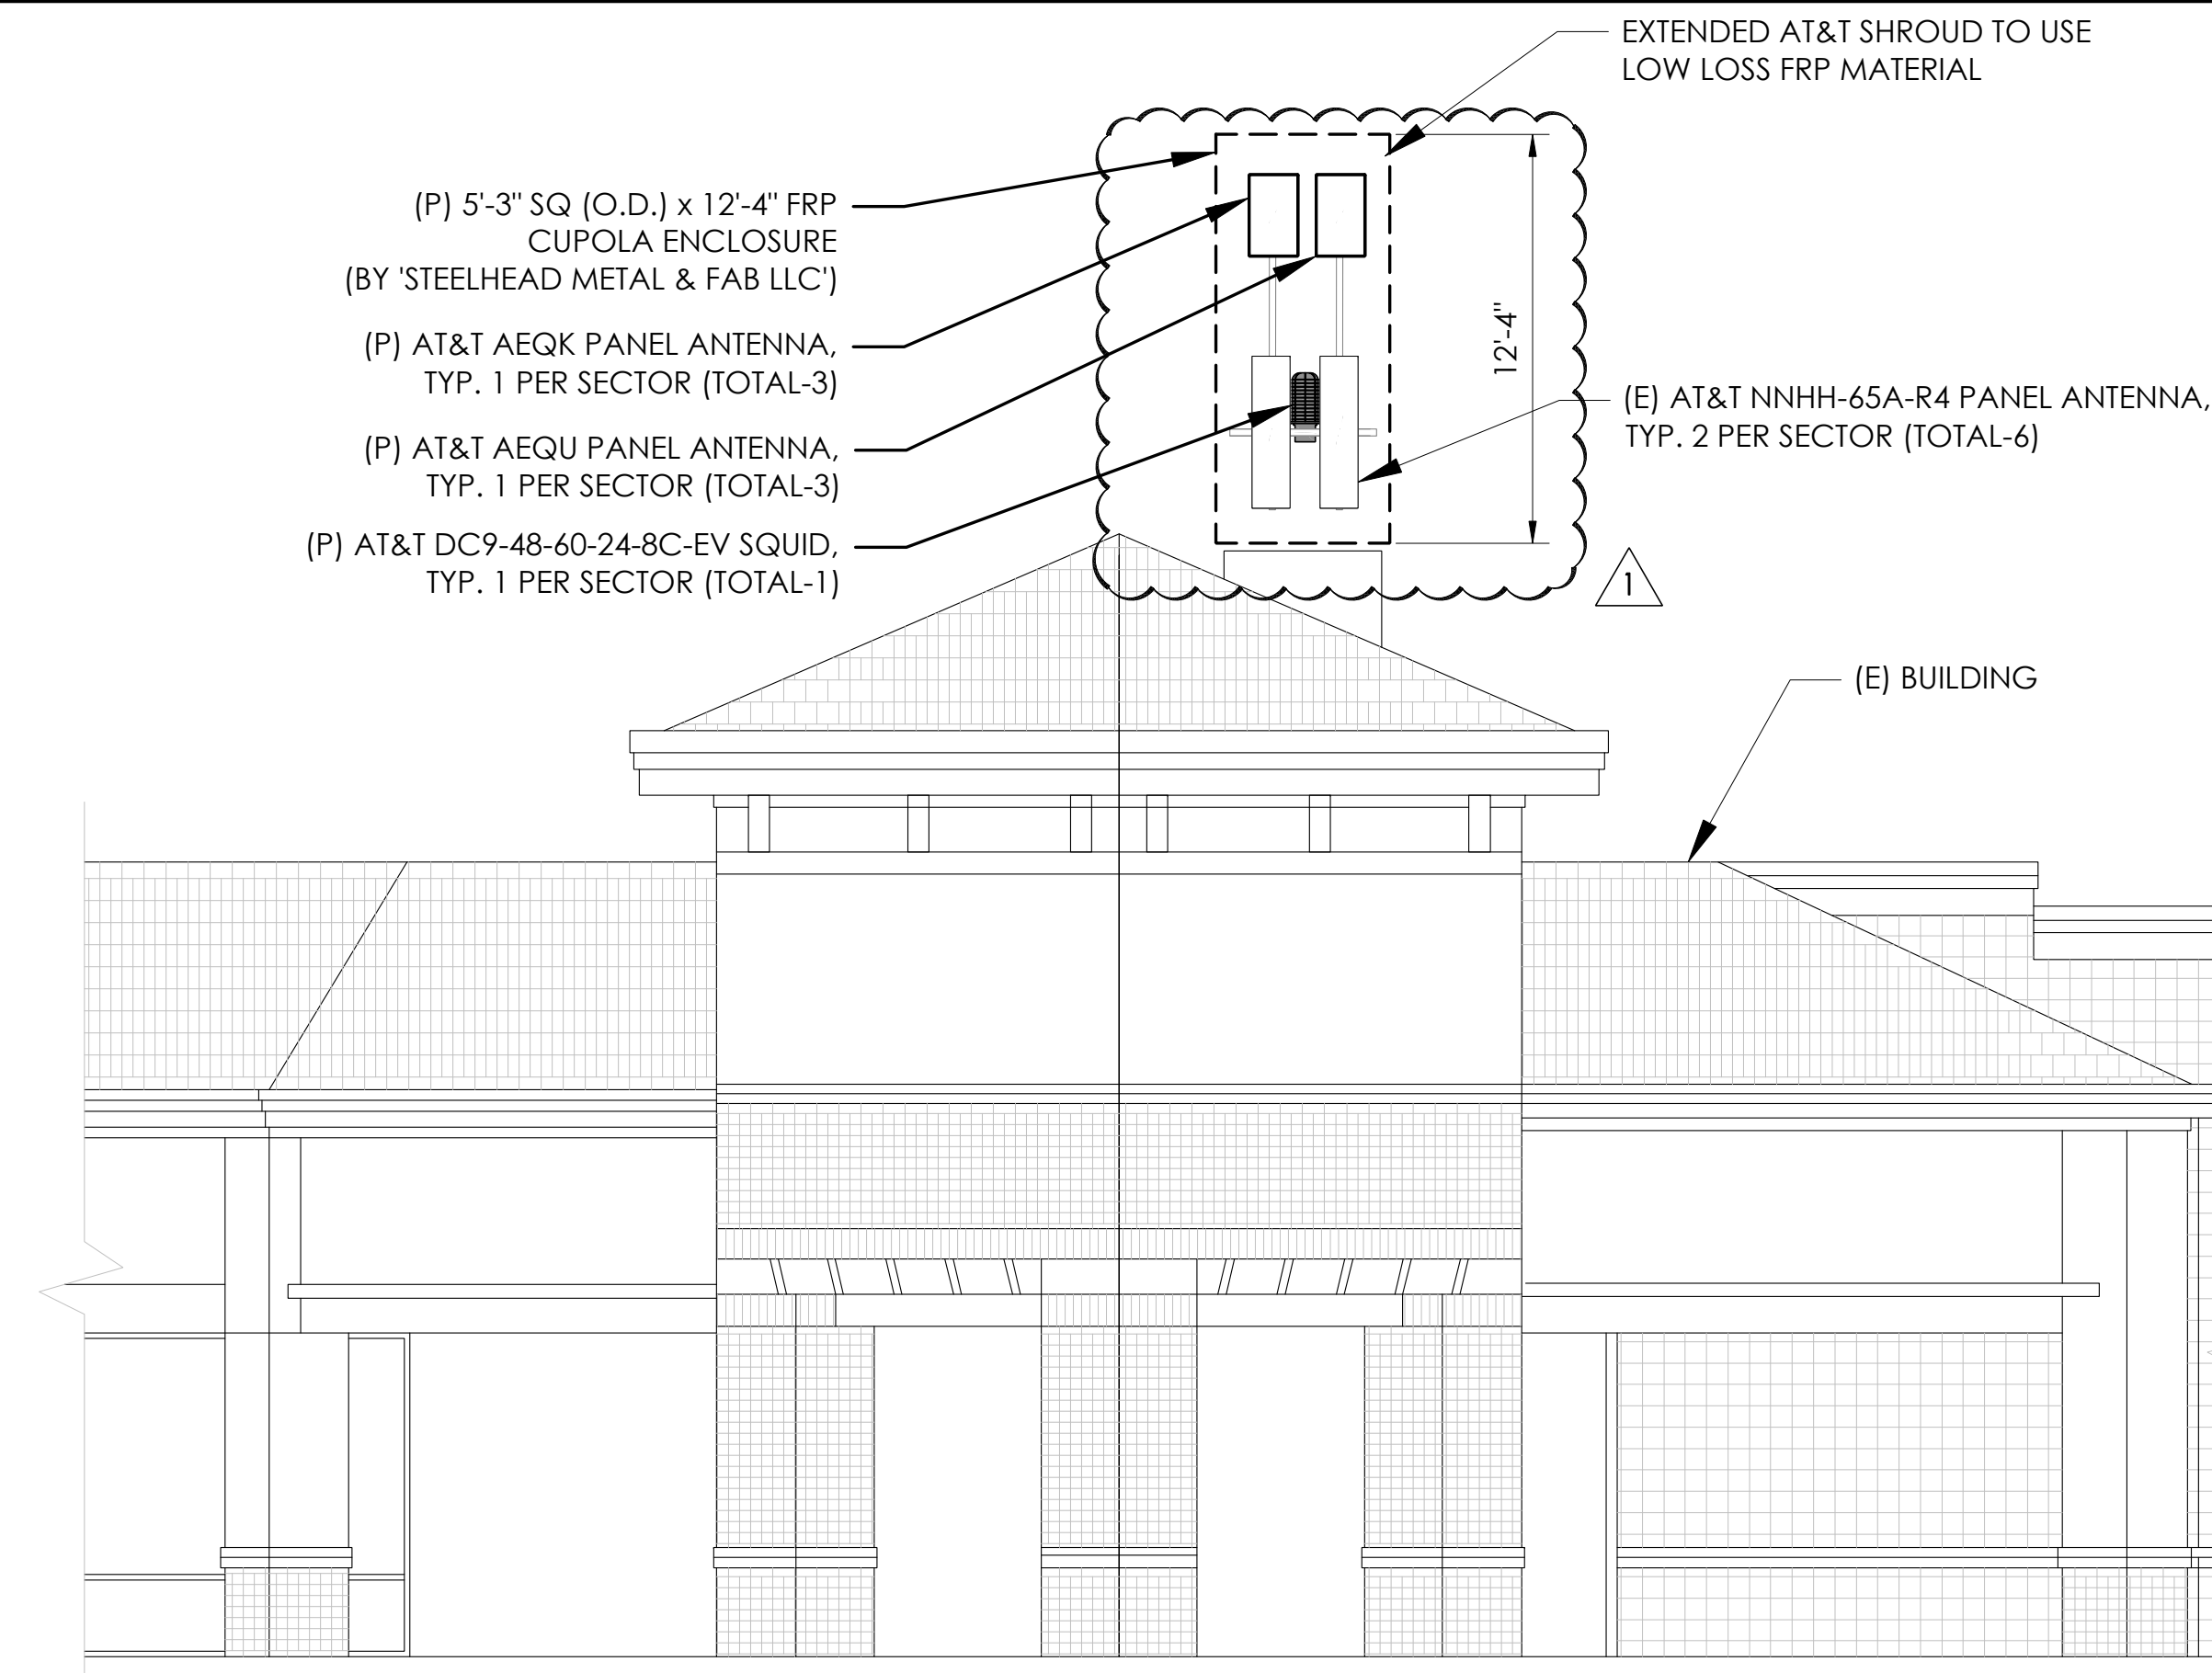 EXTENDED AT&T SHROUD TO USE
LOW LOSS FRP MATERIAL
(P) 5'-3" SQ (O.D.) x 12'-4" FRP
CUPOLA ENCLOSURE
(BY 'STEELHEAD METAL & FAB LLC')
(P) AT&T AEQK PANEL ANTENNA,
TYP. 1 PER SECTOR (TOTAL-3)
(P) AT&T AEQU PANEL ANTENNA,
TYP. 1 PER SECTOR (TOTAL-3)
(P) AT&T DC9-48-60-24-8C-EV SQUID,
TYP. 1 PER SECTOR (TOTAL-1)
12'-4"
(E) AT&T NNHH-65A-R4 PANEL ANTENNA,
TYP. 2 PER SECTOR (TOTAL-6)
1
(E) BUILDING